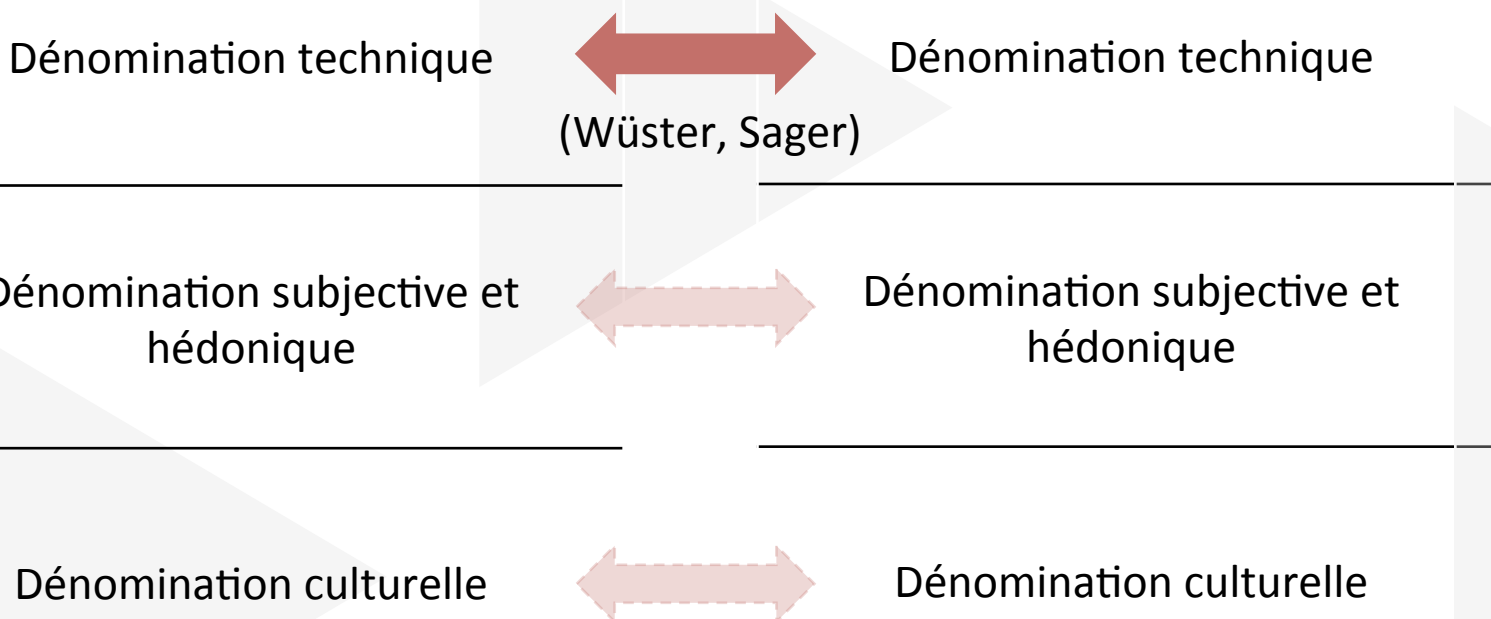 Dénomination technique
Dénomination technique
(Wüster, Sager)
Dénomination subjective et
hédonique
Dénomination subjective et
hédonique
Dénomination culturelle
Dénomination culturelle